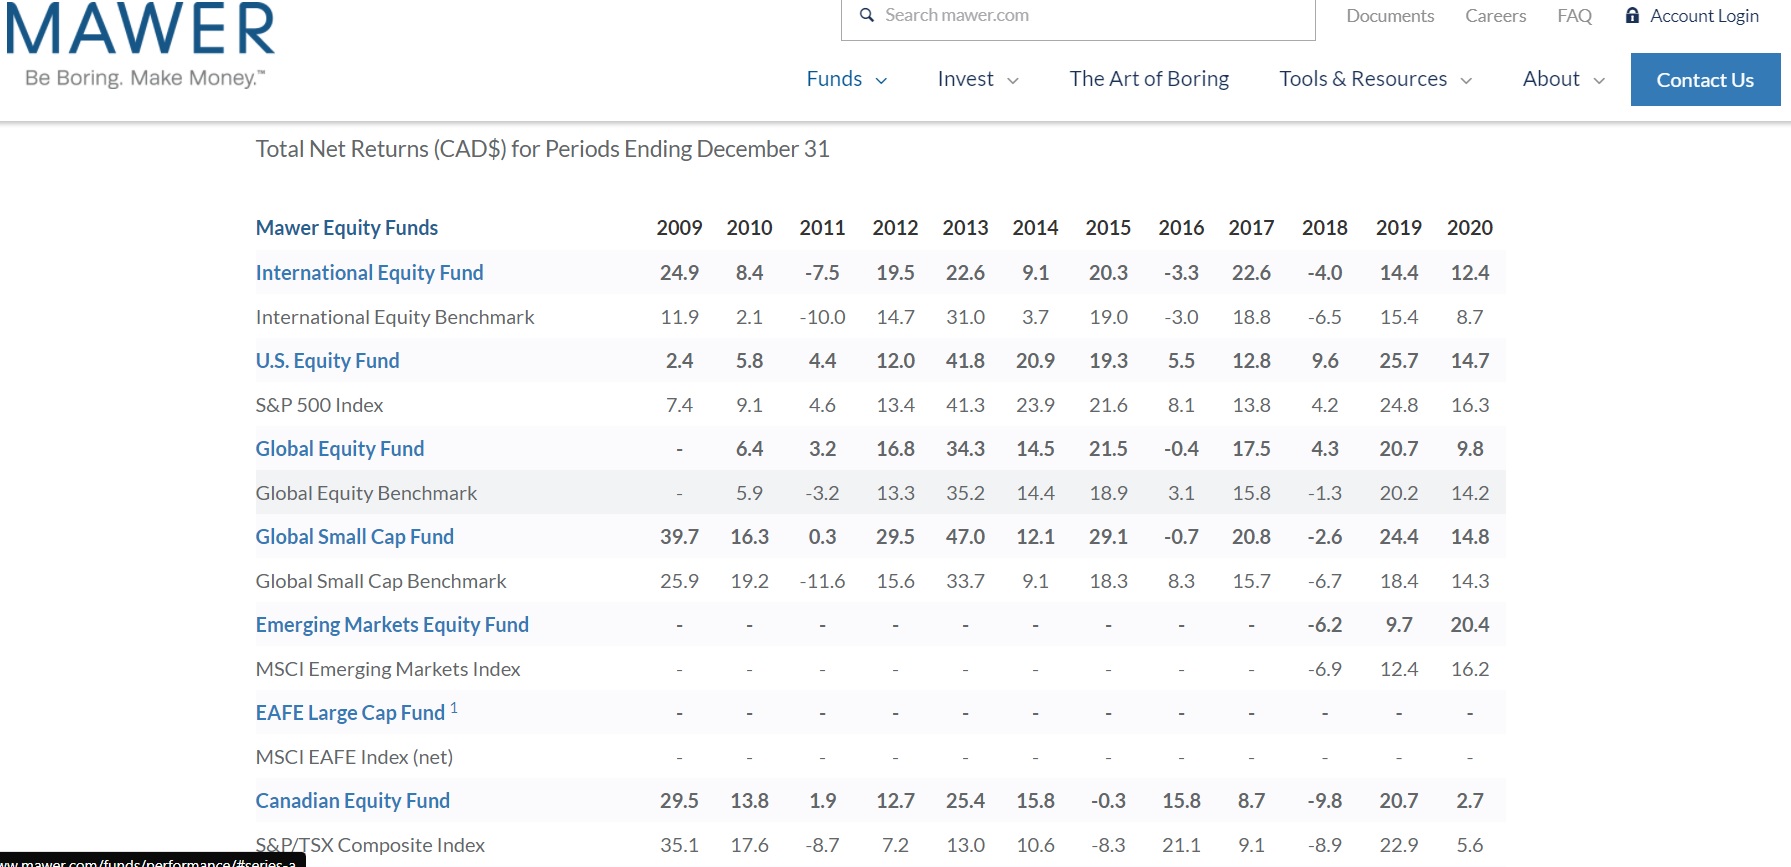 MAWER
Be Boring. Make Money.™
Search mawer.com
Documents Careers FAQ Account Login
Funds Invest The Art of Boring Tools & Resources About Contact Us
Total Net Returns (CAD$) for Periods Ending December 31
Mawer Equity Funds 2009 2010 2011 2012 2013 2014 2015 2016 2017 2018 2019 2020
International Equity Fund 24.9 8.4 -7.5 19.5 22.6 9.1 20.3 -3.3 22.6 -4.0 14.4 12.4
International Equity Benchmark 11.9 2.1 -10.0 14.7 31.0 3.7 19.0 -3.0 18.8 -6.5 15.4 8.7
U.S. Equity Fund 2.4 5.8 4.4 12.0 41.8 20.9 19.3 5.5 12.8 9.6 25.7 14.7
S&P 500 Index 7.4 9.1 4.6 13.4 41.3 23.9 21.6 8.1 13.8 4.2 24.8 16.3
Global Equity Fund - 6.4 3.2 16.8 34.3 14.5 21.5 -0.4 17.5 4.3 20.7 9.8
Global Equity Benchmark - 5.9 -3.2 13.3 35.2 14.4 18.9 3.1 15.8 -1.3 20.2 14.2
Global Small Cap Fund 39.7 16.3 0.3 29.5 47.0 12.1 29.1 -0.7 20.8 -2.6 24.4 14.8
Global Small Cap Benchmark 25.9 19.2 -11.6 15.6 33.7 9.1 18.3 8.3 15.7 -6.7 18.4 14.3
Emerging Markets Equity Fund - - - - - - - - - -6.2 9.7 20.4
MSCI Emerging Markets Index - - - - - - - - - -6.9 12.4 16.2
EAFE Large Cap Fund 1 - - - - - - - - - - - -
MSCI EAFE Index (net) - - - - - - - - - - - -
Canadian Equity Fund 29.5 13.8 1.9 12.7 25.4 15.8 -0.3 15.8 8.7 -9.8 20.7 2.7
S&P/TSX Composite Index 35.1 17.6 -8.7 7.2 13.0 10.6 -8.3 21.1 9.1 -8.9 22.9 5.6
ww.mawer.com/funds/performance/#series-a